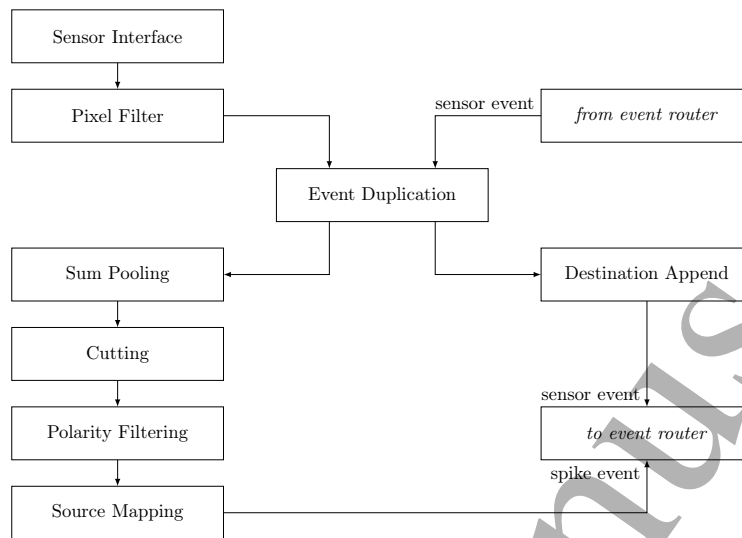 Sensor Interface
Pixel Filter
sensor event
from event router
Event Duplication
Sum Pooling
Destination Append
Cutting
sensor event
Polarity Filtering
to event router
spike event
Source Mapping